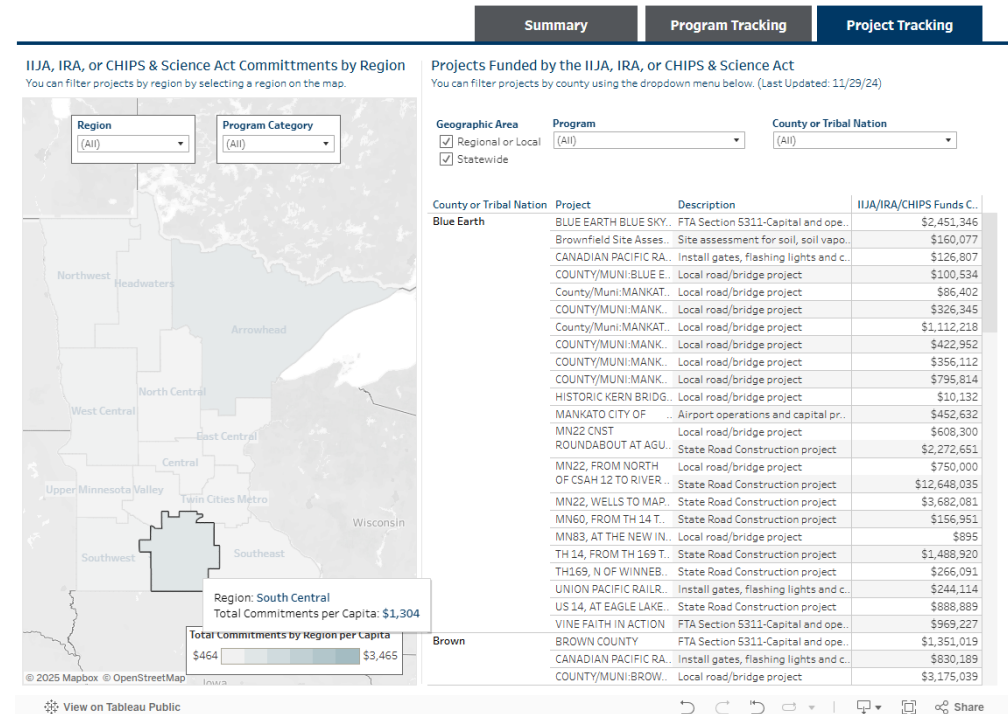 Summary
Program Tracking
Project Tracking
IIJA, IRA, or CHIPS & Science Act Committments by Region
You can filter projects by region by selecting a region on the map.
Region
(All)
Program Category
(All)
Northwest
Headwaters
Arrowhead
North Central
West Central
East Central
Central
Upper Minnesota Valley
Twin Cities Metro
Wisconsin
Southwest
Southeast
Region: South Central
Total Commitments per Capita: $1,304
Total Commitments by Region per Capita
$464
$3,465
Iowa
© 2025 Mapbox © OpenStreetMap
Projects Funded by the IIJA, IRA, or CHIPS & Science Act
You can filter projects by county using the dropdown menu below. (Last Updated: 11/29/24)
Geographic Area
Regional or Local
Statewide
Program
(All)
County or Tribal Nation
(All)
County or Tribal Nation Project Description IIJA/IRA/CHIPS Funds C..
Blue Earth BLUE EARTH BLUE SKY.. FTA Section 5311-Capital and ope.. $2,451,346
Brownfield Site Asses.. Site assessment for soil, soil vapo.. $160,077
CANADIAN PACIFIC RA.. Install gates, flashing lights and c.. $126,807
COUNTY/MUNI:BLUE E.. Local road/bridge project $100,534
County/Muni:MANKAT.. Local road/bridge project $86,402
COUNTY/MUNI:MANK.. Local road/bridge project $326,345
County/Muni:MANKAT.. Local road/bridge project $1,112,218
COUNTY/MUNI:MANK.. Local road/bridge project $422,952
COUNTY/MUNI:MANK.. Local road/bridge project $356,112
COUNTY/MUNI:MANK.. Local road/bridge project $795,814
HISTORIC KERN BRIDG.. Local road/bridge project $10,132
MANKATO CITY OF .. Airport operations and capital pr.. $452,632
MN22 CNST Local road/bridge project $608,300
ROUNDABOUT AT AGU.. State Road Construction project $2,272,651
MN22, FROM NORTH Local road/bridge project $750,000
OF CSAH 12 TO RIVER .. State Road Construction project $12,648,035
MN22, WELLS TO MAP.. State Road Construction project $3,682,081
MN60, FROM TH 14 T.. State Road Construction project $156,951
MN83, AT THE NEW IN.. Local road/bridge project $895
TH 14, FROM TH 169 T.. State Road Construction project $1,488,920
TH169, N OF WINNEB.. State Road Construction project $266,091
UNION PACIFIC RAILR.. Install gates, flashing lights and c.. $244,114
US 14, AT EAGLE LAKE.. State Road Construction project $888,889
VINE FAITH IN ACTION FTA Section 5311-Capital and ope.. $969,227
Brown BROWN COUNTY FTA Section 5311-Capital and ope.. $1,351,019
CANADIAN PACIFIC RA.. Install gates, flashing lights and c.. $830,189
COUNTY/MUNI:BROW.. Local road/bridge project $3,175,039
View on Tableau Public
Share